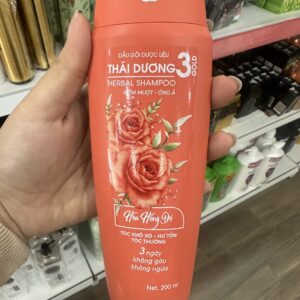 DẦU GỘI DƯỢC LIỆU
THÁI DƯƠNG 3 GOLD
HERBAL SHAMPOO
MỀM MƯỢT - ÓNG Ả
Hoa Hồng Đỏ
TÓC KHÔ XƠ - HƯ TỔN
TÓC THƯỜNG
3 ngày
không gàu
không ngứa
Net. 200 ml